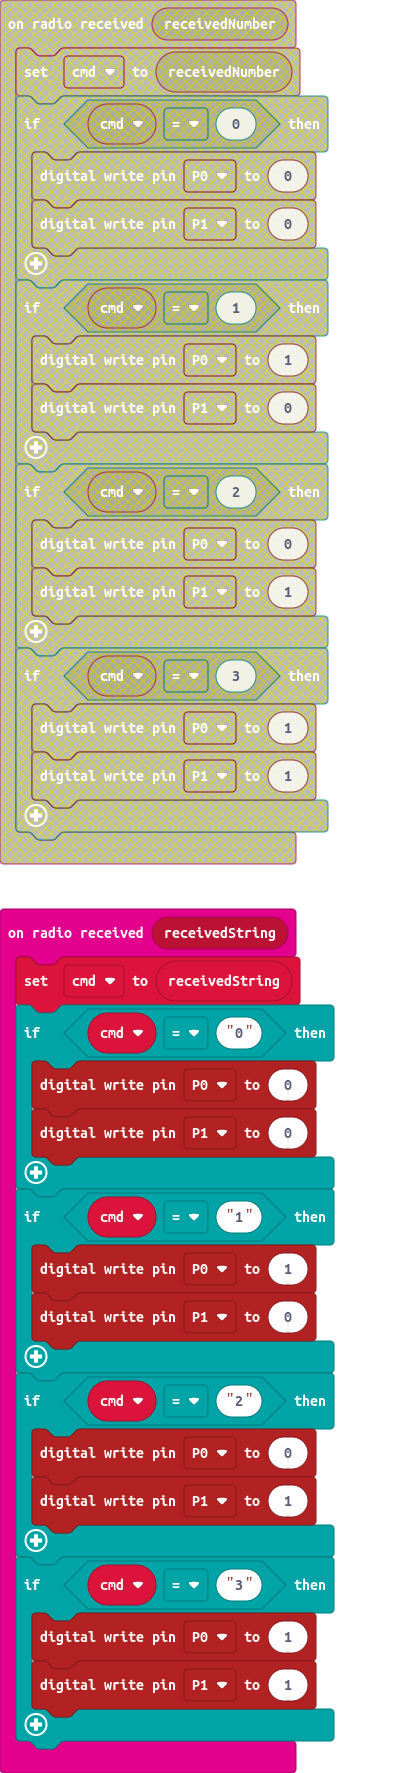 on radio received receivedNumber
set cmd to receivedNumber
if cmd = 0 then
digital write pin P0 to 0
digital write pin P1 to 0
if cmd = 1 then
digital write pin P0 to 1
digital write pin P1 to 0
if cmd = 2 then
digital write pin P0 to 0
digital write pin P1 to 1
if cmd = 3 then
digital write pin P0 to 1
digital write pin P1 to 1
on radio received receivedString
set cmd to receivedString
if cmd = "0" then
digital write pin P0 to 0
digital write pin P1 to 0
if cmd = "1" then
digital write pin P0 to 1
digital write pin P1 to 0
if cmd = "2" then
digital write pin P0 to 0
digital write pin P1 to 1
if cmd = "3" then
digital write pin P0 to 1
digital write pin P1 to 1